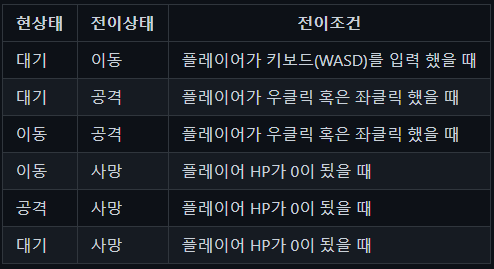 현상태 전이상태 전이조건
대기 이동 플레이어가 키보드(WASD)를 입력 했을 때
대기 공격 플레이어가 우클릭 혹은 좌클릭 했을 때
이동 공격 플레이어가 우클릭 혹은 좌클릭 했을 때
이동 사망 플레이어 HP가 0이 됬을 때
공격 사망 플레이어 HP가 0이 됬을 때
대기 사망 플레이어 HP가 0이 됬을 때